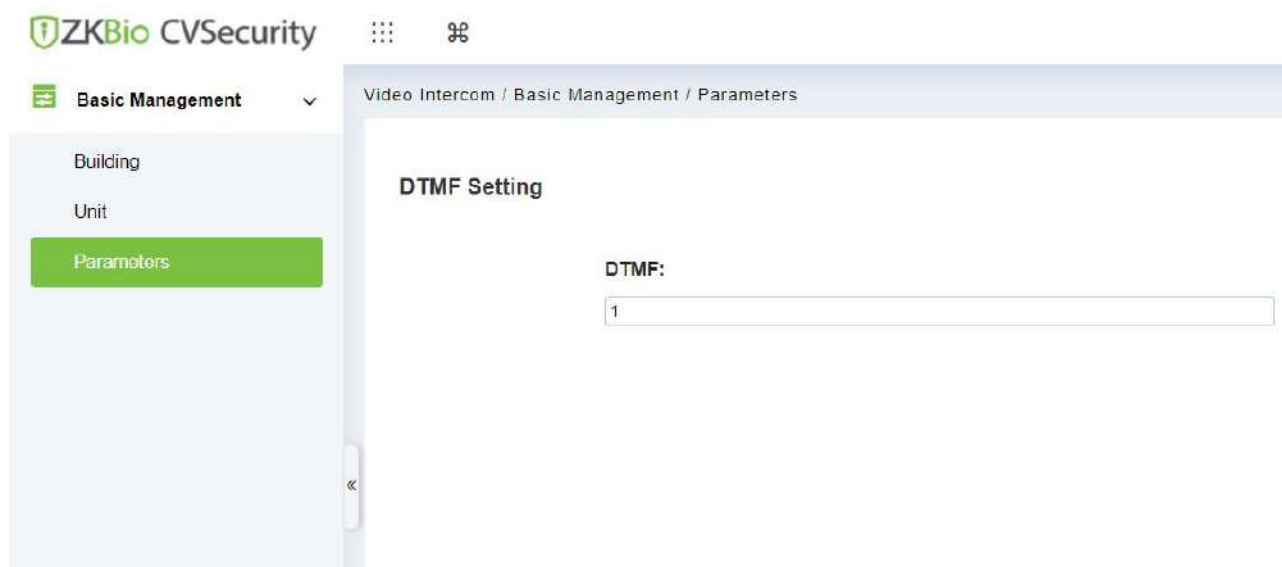 ZKBio CVSecurity
Basic Management
Building
Unit
Parameters
Video Intercom / Basic Management / Parameters
DTMF Setting
DTMF:
1